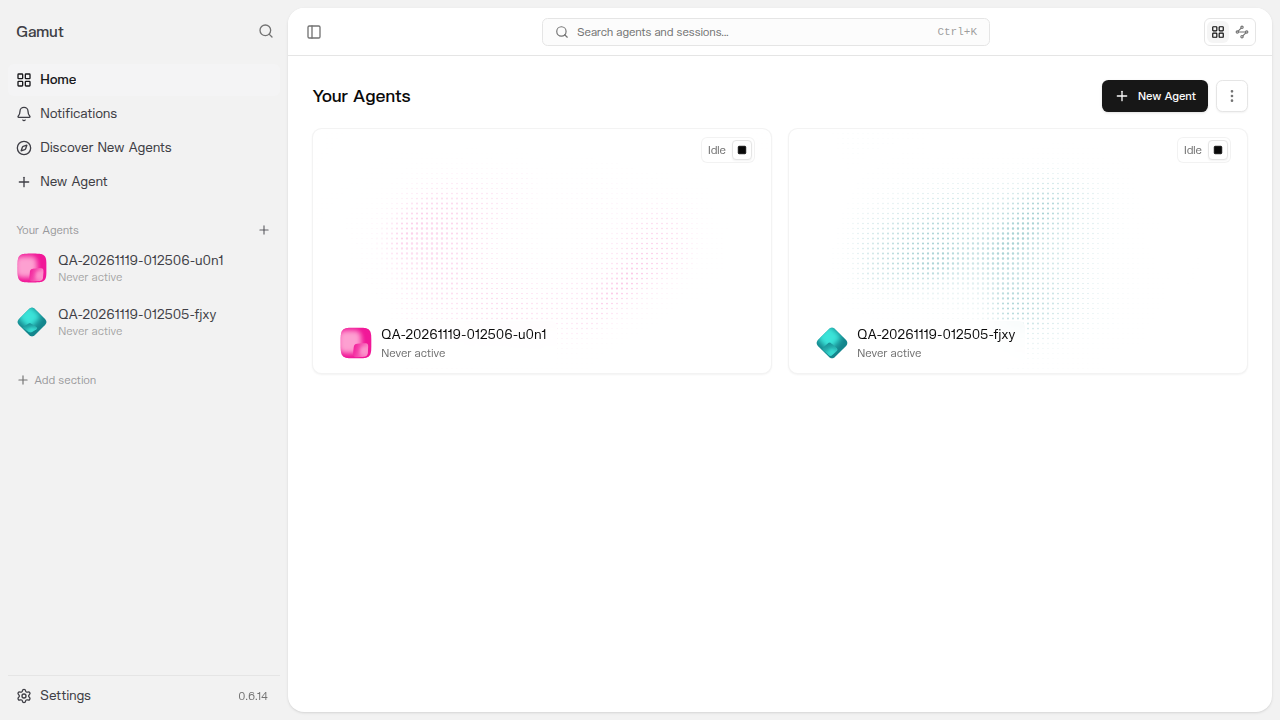 Gamut
Home
Notifications
Discover New Agents
New Agent
Your Agents
QA-20261119-012506-u0n1
Never active
QA-20261119-012505-fjxy
Never active
Add section
Settings
0.6.14
Search agents and sessions...
Ctrl+K
Your Agents
New Agent
Idle
QA-20261119-012506-u0n1
Never active
Idle
QA-20261119-012505-fjxy
Never active